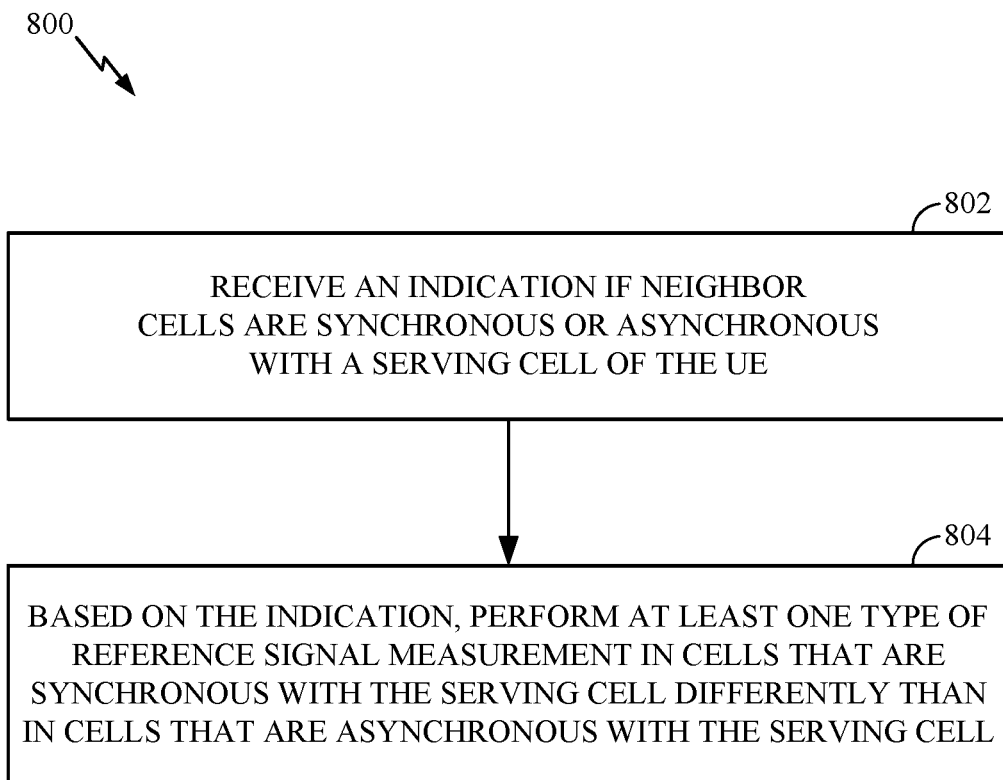 800
802
RECEIVE AN INDICATION IF NEIGHBOR
CELLS ARE SYNCHRONOUS OR ASYNCHRONOUS
WITH A SERVING CELL OF THE UE
804
BASED ON THE INDICATION, PERFORM AT LEAST ONE TYPE OF
REFERENCE SIGNAL MEASUREMENT IN CELLS THAT ARE
SYNCHRONOUS WITH THE SERVING CELL DIFFERENTLY THAN
IN CELLS THAT ARE ASYNCHRONOUS WITH THE SERVING CELL